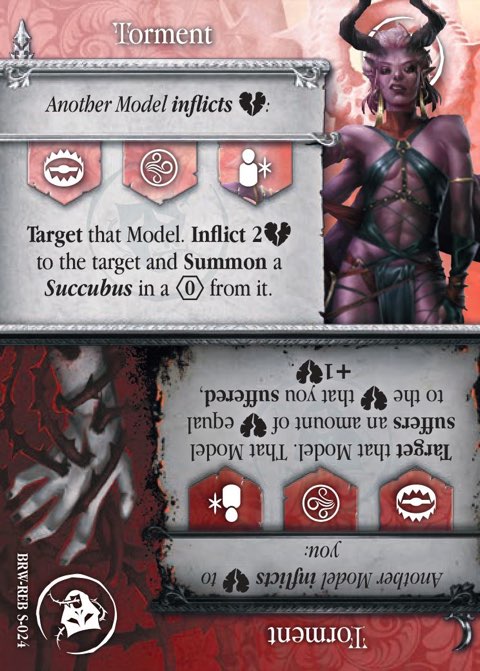 Torment
Another Model inflicts :
Target that Model. Inflict 2
to the target and Summon a
Succubus in a 0 from it.
Torment
Another Model inflicts to
you:
Target that Model. That Model
suffers an amount of equal
to the that you suffered,
+1.
BRW-REB S-024